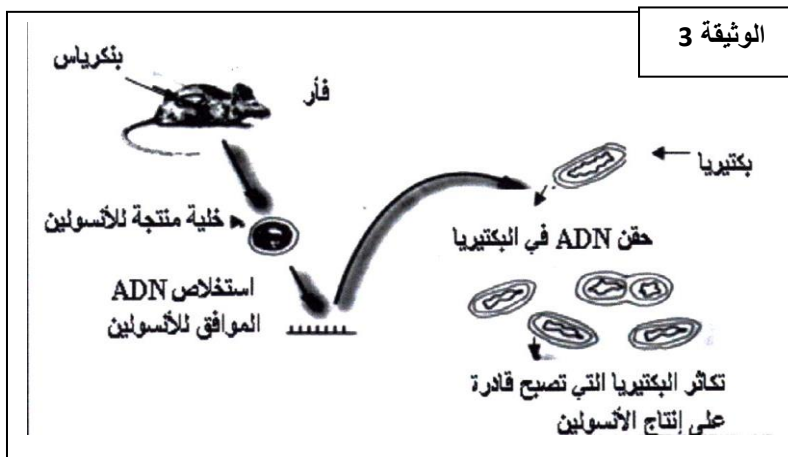 الوثيقة 3
بنكرياس
فأر
بكتيريا
خلية منتجة للأنسولين
حقن ADN في البكتيريا
استخلاص ADN
الموافق للأنسولين
تكاثر البكتيريا التي تصبح قادرة
على إنتاج الأنسولين